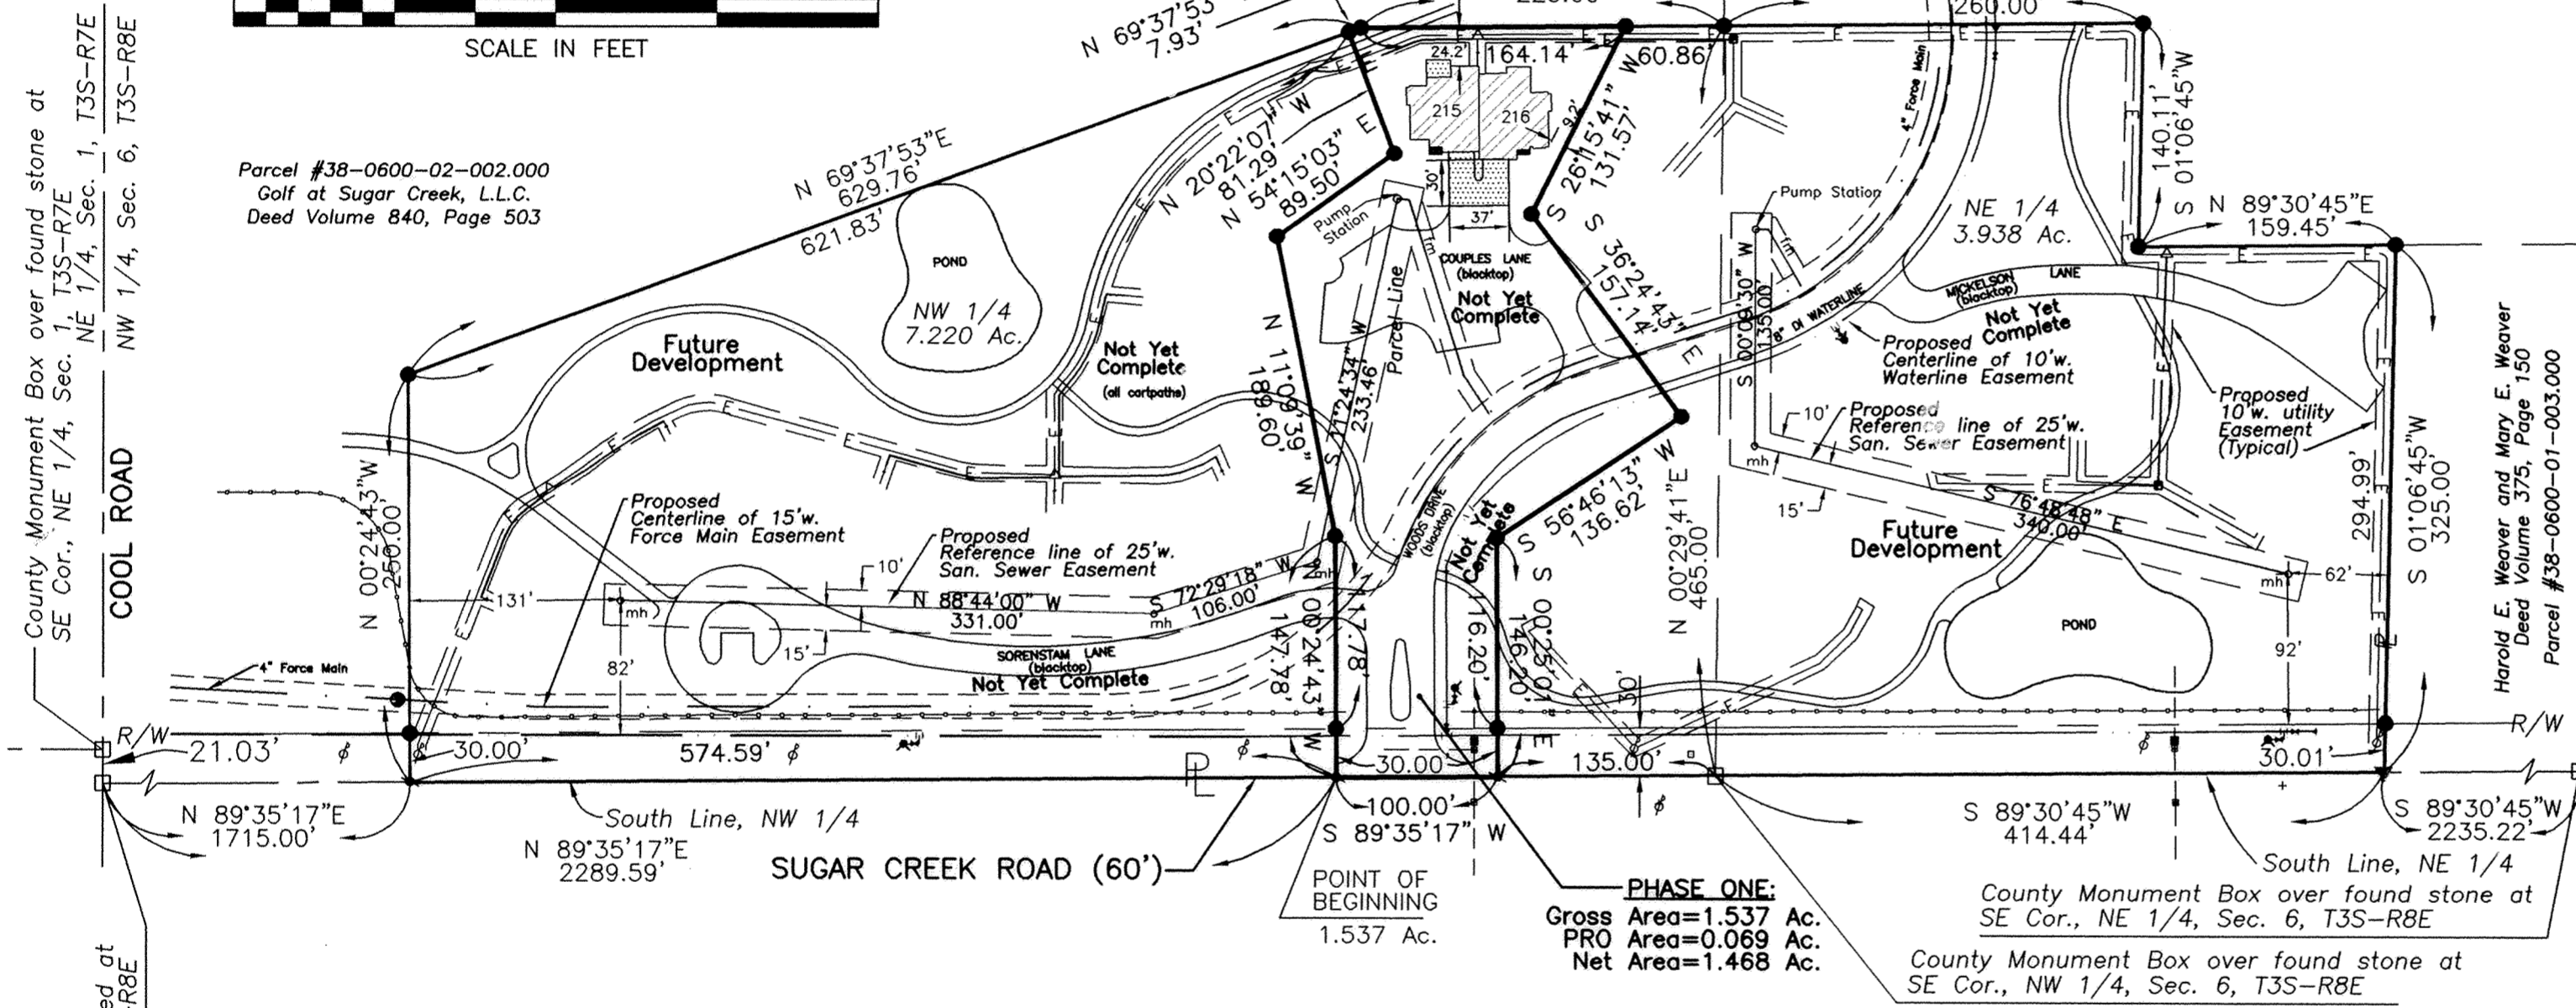 SCALE IN FEET
County Monument Box over found stone at
SE Cor., NE 1/4, Sec. 1, T3S-R7E
NE 1/4, Sec. 1, T3S-R7E
NW 1/4, Sec. 6, T3S-R8E
COOL ROAD
Parcel #38-0600-02-002.000
Golf at Sugar Creek, L.L.C.
Deed Volume 840, Page 503
N 69°37'53
7.93'
N 69°37'53"E
629.76'
621.83'
N 20°22'07" W
81.29'
N 54°15'03" E
89.50'
24.2'
164.14'
60.86'
260.00
215
216
9.2'
30'
37'
S 26°15'41" W
131.57'
4" Force Main
140.11'
S 01°06'45"W
N 89°30'45"E
159.45'
POND
NW 1/4
7.220 Ac.
Future
Development
Not Yet
Complete
(all cartpaths)
Pump
Station
fm
COUPLES LANE
(blacktop)
Not Yet
Complete
Parcel Line
N 11°09'39" W
189.60'
S 11°24'34" W
233.46'
S 36°24'43" E
157.14'
Pump Station
fm
S 00°09'30" W
135.00'
NE 1/4
3.938 Ac.
8" DI WATERLINE
MICKELSON LANE
(blacktop)
Not Yet
Complete
Proposed
Centerline of 10'w.
Waterline Easement
10'
Proposed
Reference line of 25'w.
San. Sewer Easement
mh
15'
Proposed
10'w. utility
Easement
(Typical)
S 76°48'48" E
340.00'
294.99'
S 01°06'45"W
325.00'
Harold E. Weaver and Mary E. Weaver
Deed Volume 375, Page 150
Parcel #38-0600-01-003.000
N 00°24'43"W
250.00'
Proposed
Centerline of 15'w.
Force Main Easement
Proposed
Reference line of 25'w.
San. Sewer Easement
10'
131'
mh
82'
N 88°44'00" W
331.00'
15'
S 72°29'18" W
106.00'
mh
mh
WOODS DRIVE
(blacktop)
Not Yet
Complete
S 56°46'13" W
136.62'
N 00°29'41"E
465.00'
Future
Development
mh
62'
92'
POND
4" Force Main
SORENSTAM LANE
(blacktop)
Not Yet Complete
N 00°24'43" W
147.78'
117.78'
116.20'
S 00°25'01" E
146.20'
30'
R/W
21.03'
30.00'
574.59'
PL
30.00'
135.00'
30.01'
R/W
N 89°35'17"E
1715.00'
South Line, NW 1/4
N 89°35'17"E
2289.59'
SUGAR CREEK ROAD (60')
100.00'
S 89°35'17" W
POINT OF
BEGINNING
1.537 Ac.
PHASE ONE:
Gross Area=1.537 Ac.
PRO Area=0.069 Ac.
Net Area=1.468 Ac.
S 89°30'45"W
414.44'
S 89°30'45"W
2235.22'
South Line, NE 1/4
County Monument Box over found stone at
SE Cor., NE 1/4, Sec. 6, T3S-R8E
County Monument Box over found stone at
SE Cor., NW 1/4, Sec. 6, T3S-R8E